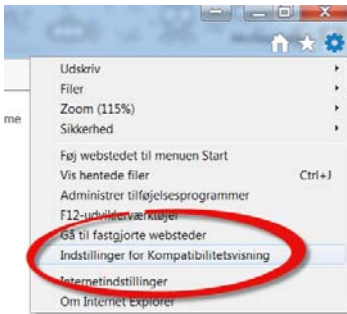 Udskriv
Filer
Zoom (115%)
Sikkerhed
me
Føj webstedet til menuen Start
Vis hentede filer Ctrl+J
Administrer tilføjelsesprogrammer
F12-udviklerværktøjer
Gå til fastgjorte websteder
Indstillinger for Kompatibilitetsvisning
Internetindstillinger
Om Internet Explorer